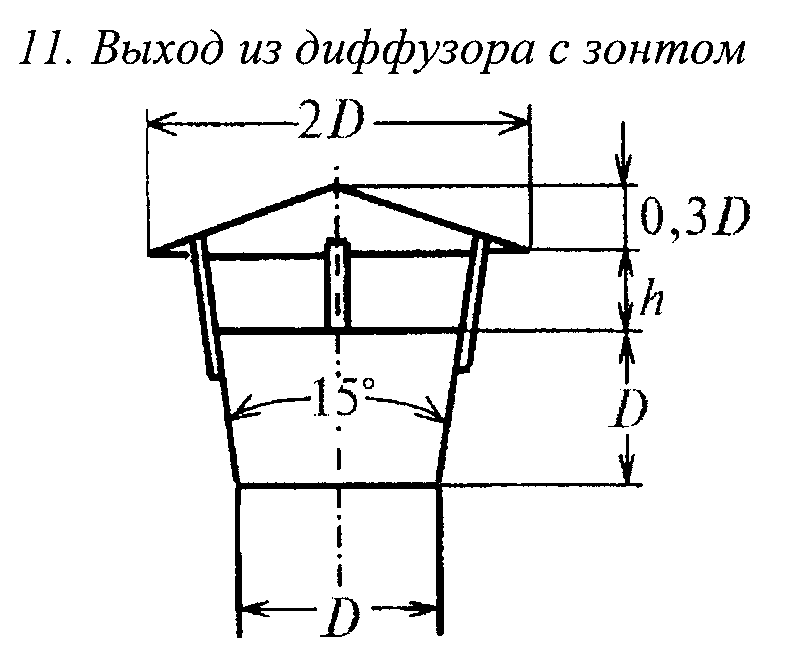 11. Выход из диффузора с зонтом
2D
0,3D
h
15°
D
D